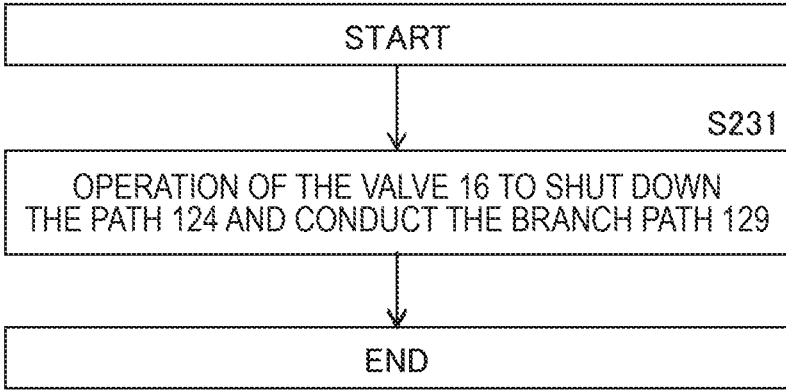 START
S231
OPERATION OF THE VALVE 16 TO SHUT DOWN
THE PATH 124 AND CONDUCT THE BRANCH PATH 129
END